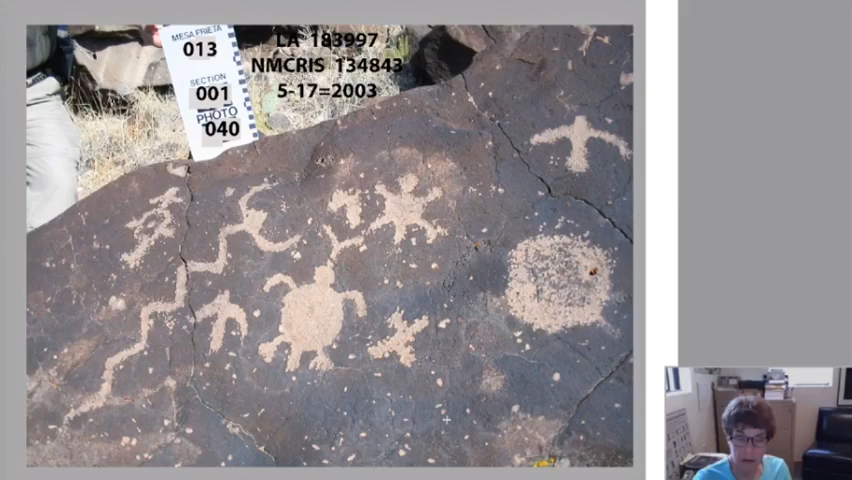 MESA PRIETA
013
SECTION
001
PHOTO
040
LA 183997
NMCRIS 134843
5-17=2003